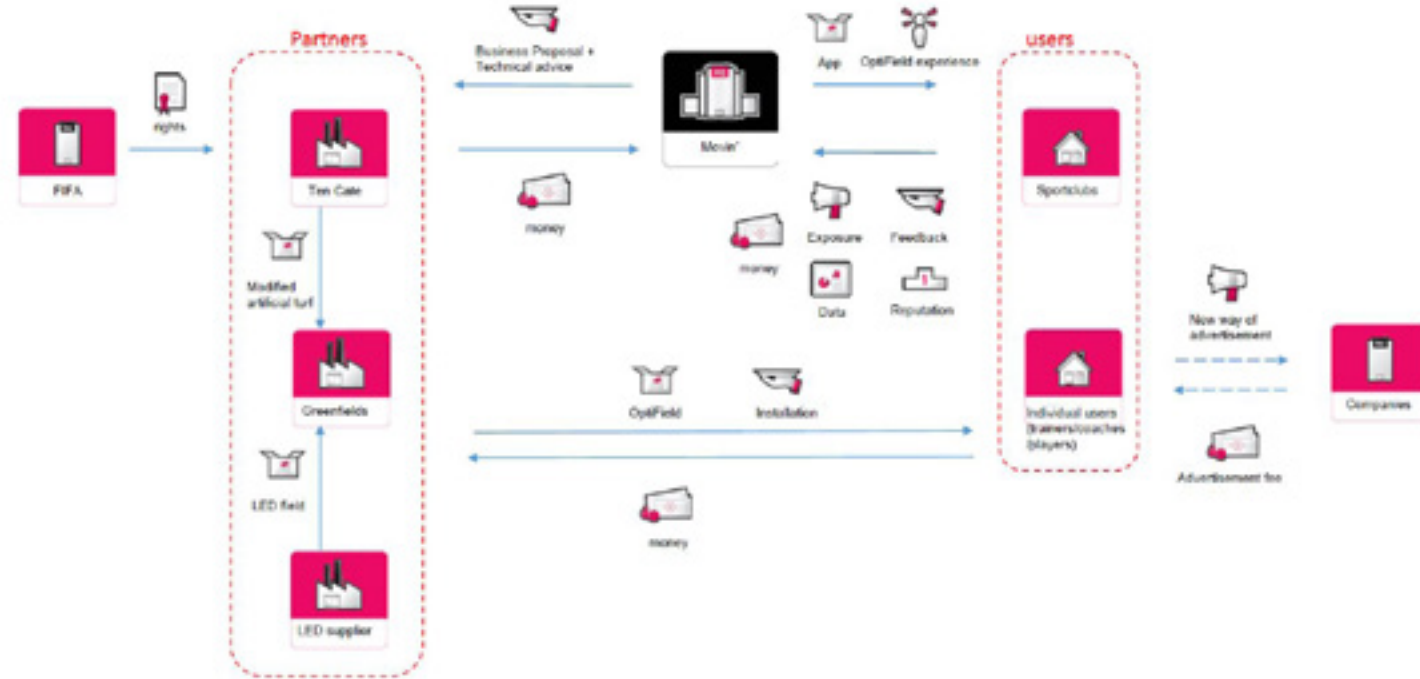 Partners
Business Proposal +
Technical advice
App
OptiField experience
users
rights
FIFA
Ten Cate
Movin'
Sportclubs
money
money
Exposure
Feedback
Data
Reputation
Modified
artificial turf
New way of
advertisement
Greenfields
OptiField
Installation
Individual users
(trainers/coaches
/players)
Companies
LED field
Advertisement fee
money
LED supplier